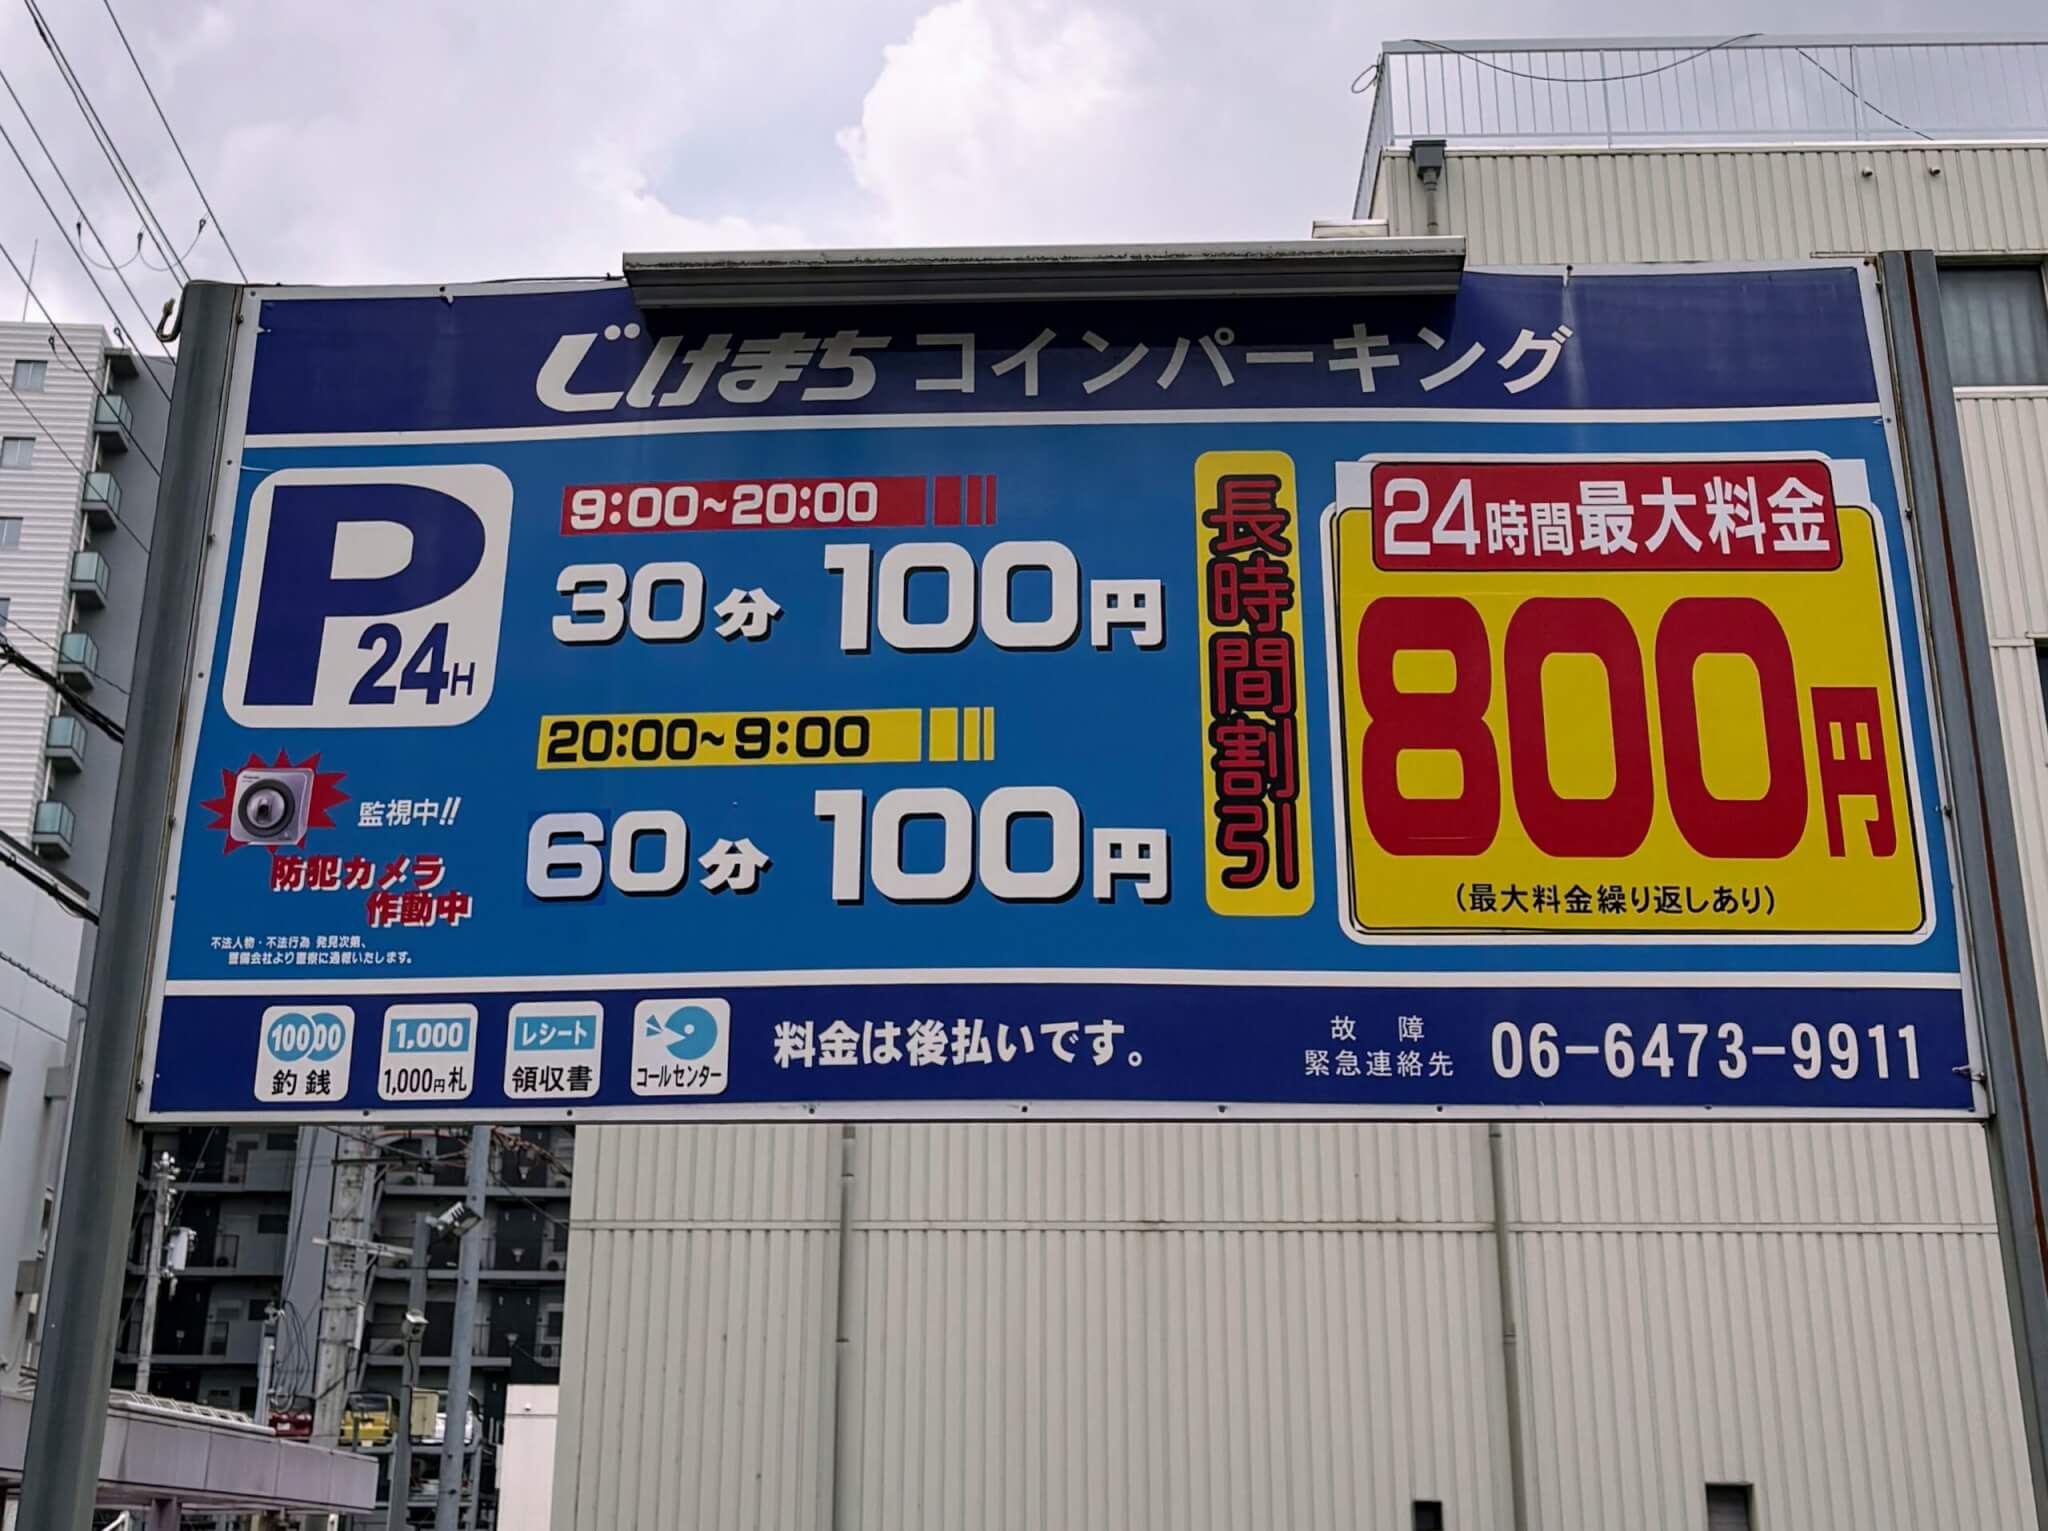 じけまちコインパーキング
P24H
9:00~20:00
30分 100円
20:00~9:00
60分 100円
長時間割引
24時間最大料金
800円
(最大料金繰り返しあり)
監視中!!
防犯カメラ
作動中
不法人物・不法行為 発見次第、
警備会社より警察に通報いたします。
100 00
釣銭
1,000
1,000円札
レシート
領収書
コールセンター
料金は後払いです。
故障
緊急連絡先
06-6473-9911